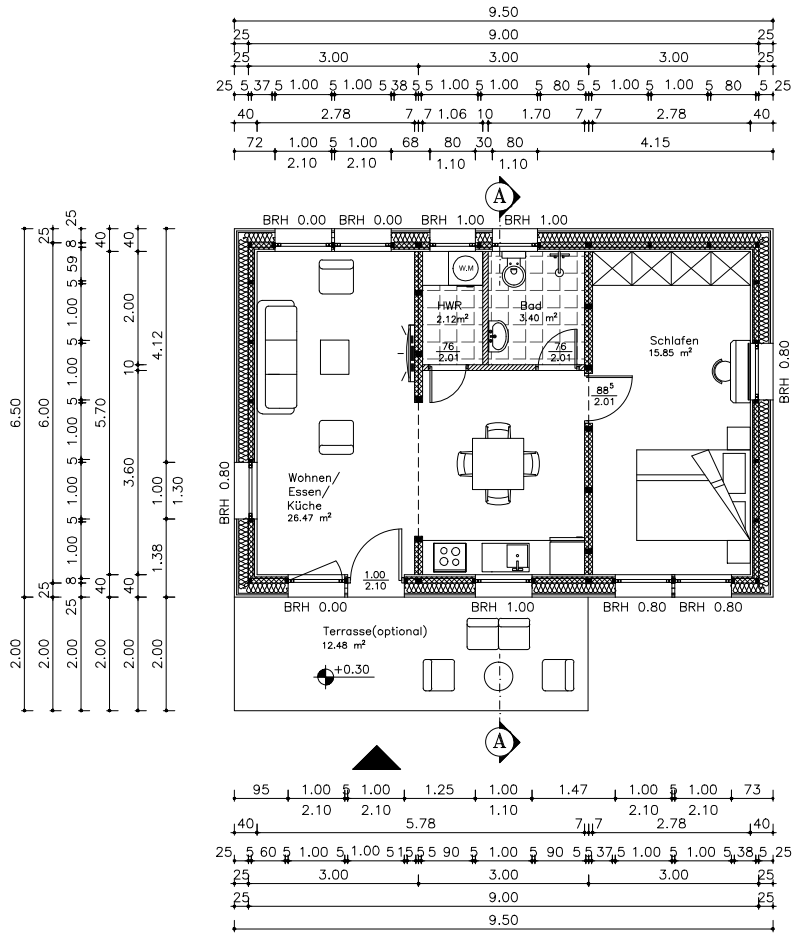 9.50
25 9.00 25
25 3.00 3.00 3.00 25
25 5 37 5 1.00 5 1.00 5 38 5 5 1.00 5 1.00 5 80 5 5 1.00 5 1.00 5 80 5 25
40 2.78 7 7 1.06 10 1.70 7 7 2.78 40
72 1.00 5 1.00 68 80 30 80 4.15
2.10 2.10 1.10 1.10
A
BRH 0.00 BRH 0.00 BRH 1.00 BRH 1.00
6.50
25 6.00 25
25 8 59 5 1.00 5 1.00 5 1.00 5 1.00 5 1.00 8 25
40 5.70 40
40 2.00 10 3.60 40
4.12 1.00 1.38
1.30
2.00 2.00 2.00 2.00 2.00 2.00
W.M
HWR
2.12m²
76
2.01
Bad
3.40 m²
76
2.01
Schlafen
15.85 m²
88⁵
2.01
BRH 0.80
BRH 0.80
Wohnen/
Essen/
Küche
26.47 m²
1.00
2.10
BRH 0.00 BRH 1.00 BRH 0.80 BRH 0.80
Terrasse(optional)
12.48 m²
+0.30
A
95 1.00 5 1.00 1.25 1.00 1.47 1.00 5 1.00 73
2.10 2.10 1.10 2.10 2.10
40 5.78 7 7 2.78 40
25 5 60 5 1.00 5 1.00 5 15 5 5 90 5 1.00 5 90 5 5 37 5 1.00 5 1.00 5 38 5 25
25 3.00 3.00 3.00 25
25 9.00 25
9.50